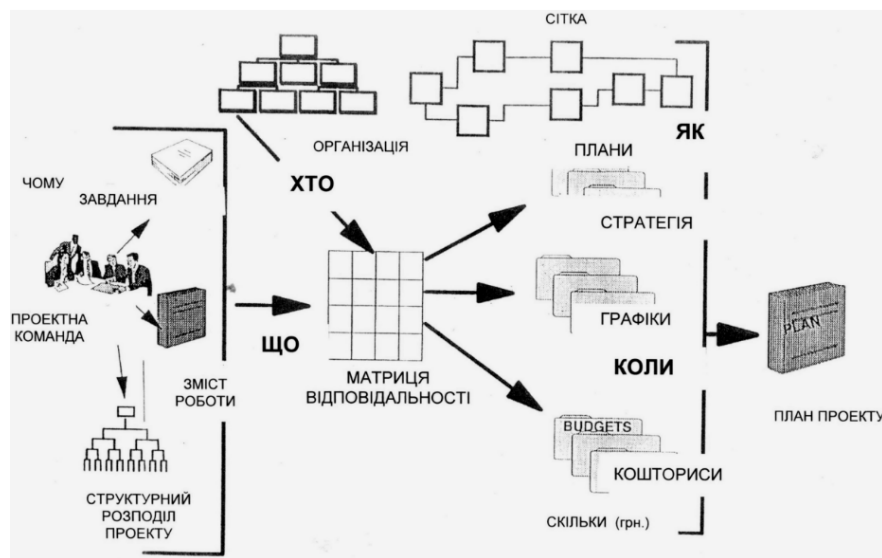 СІТКА
ОРГАНІЗАЦІЯ
ЯК
ХТО
ПЛАНИ
ЧОМУ
ЗАВДАННЯ
СТРАТЕГІЯ
ПРОЕКТНА
КОМАНДА
ЩО
ГРАФІКИ
PLAN
МАТРИЦЯ
ВІДПОВІДАЛЬНОСТІ
КОЛИ
ЗМІСТ
РОБОТИ
ПЛАН ПРОЕКТУ
BUDGETS
КОШТОРИСИ
СТРУКТУРНИЙ
РОЗПОДІЛ
ПРОЕКТУ
СКІЛЬКИ (грн.)